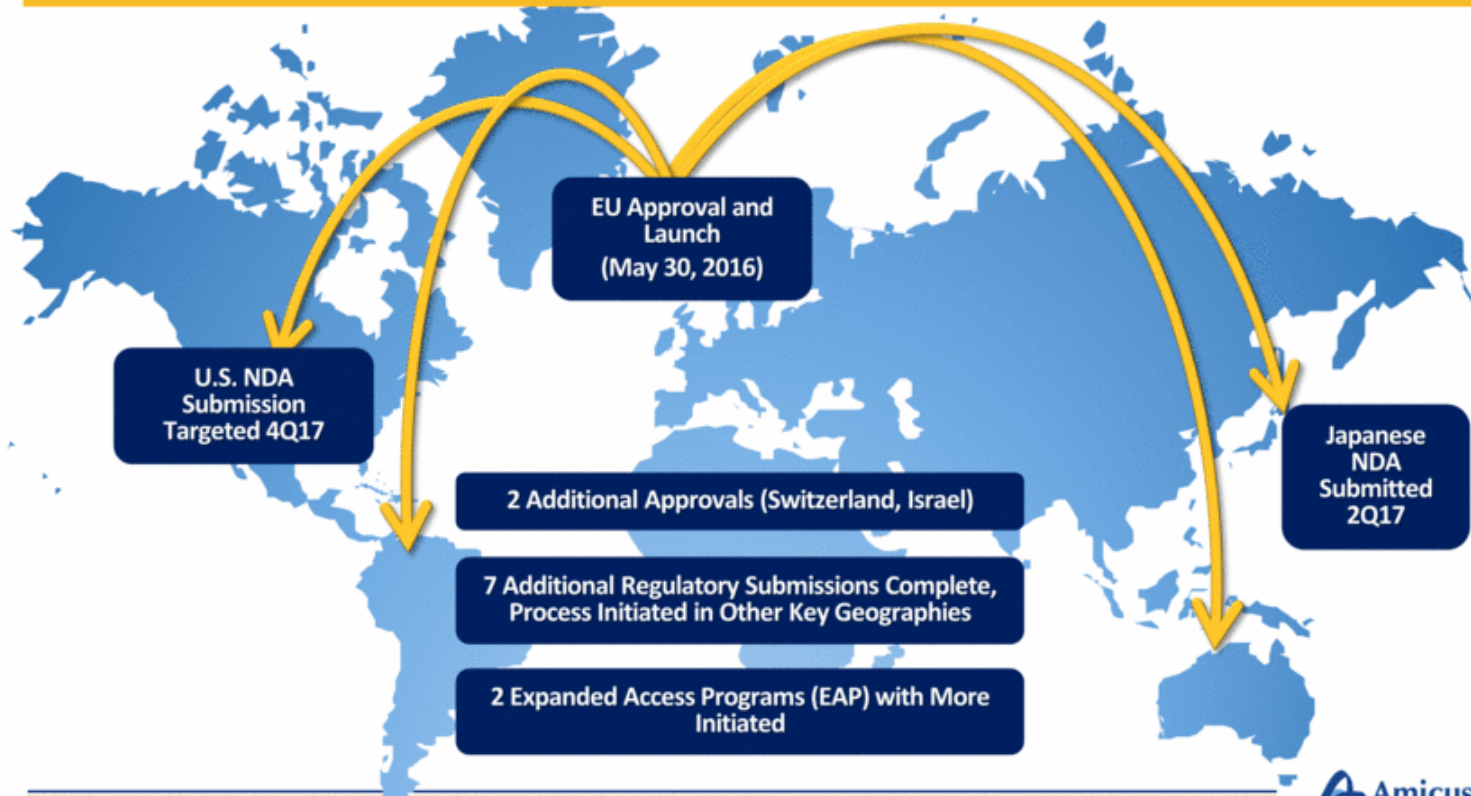 EU Approval and
Launch
(May 30, 2016)
U.S. NDA
Submission
Targeted 4Q17
Japanese
NDA
Submitted
2Q17
2 Additional Approvals (Switzerland, Israel)
7 Additional Regulatory Submissions Complete,
Process Initiated in Other Key Geographies
2 Expanded Access Programs (EAP) with More
Initiated
Amicus